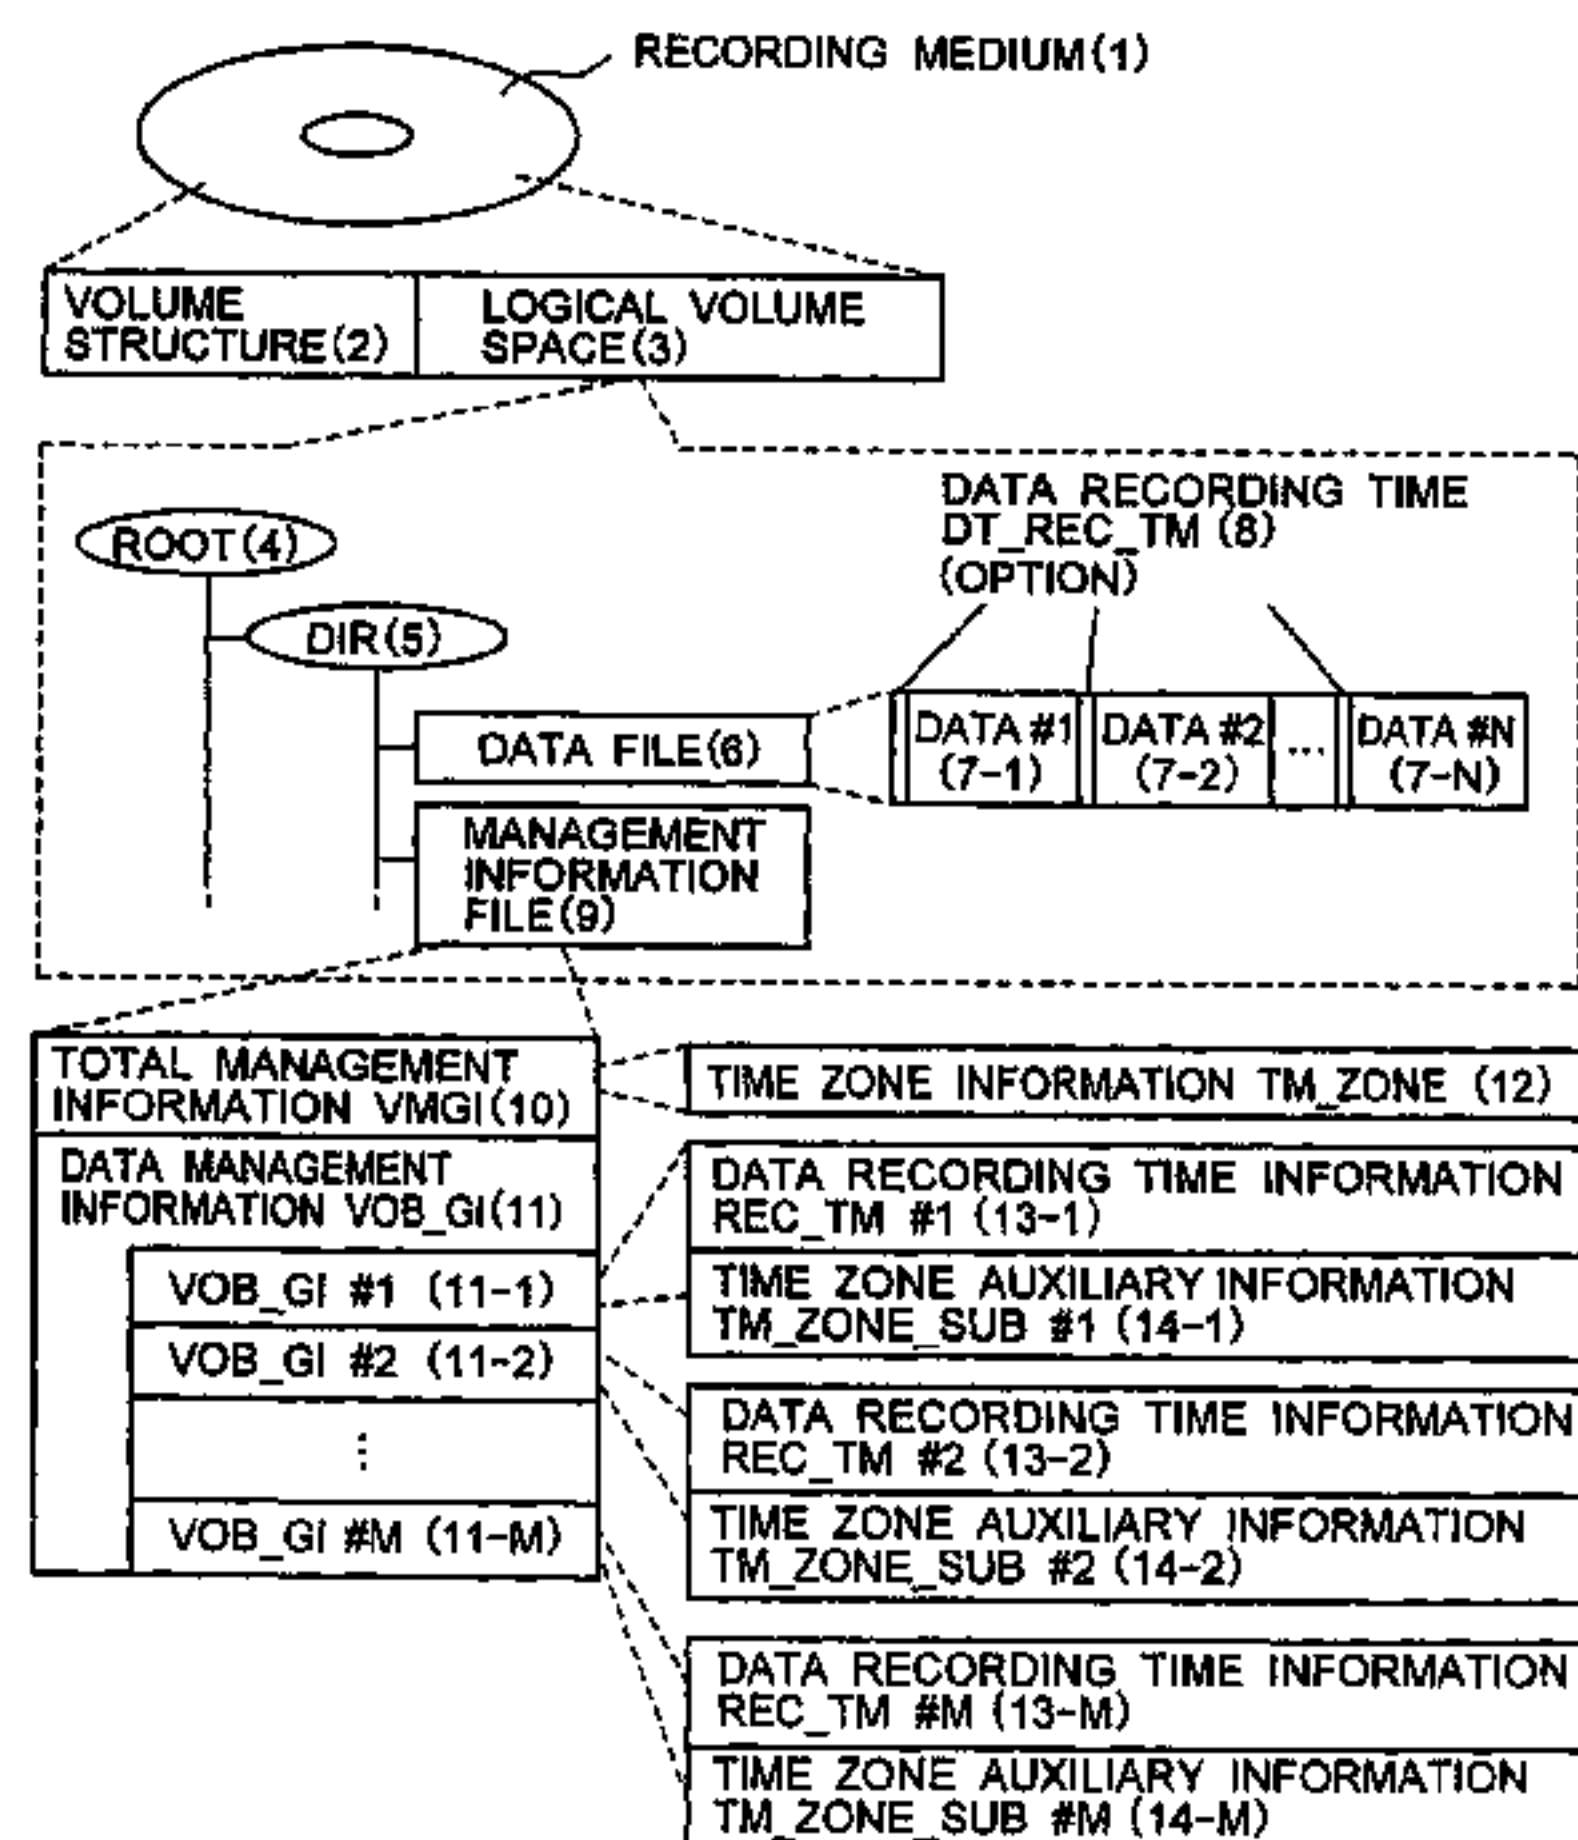 RECORDING MEDIUM(1)
VOLUME
STRUCTURE(2)
LOGICAL VOLUME
SPACE(3)
DATA RECORDING TIME
DT_REC_TM (8)
(OPTION)
ROOT(4)
DIR(5)
DATA FILE(6)
DATA #1
(7-1)
DATA #2
(7-2)
...
DATA #N
(7-N)
MANAGEMENT
INFORMATION
FILE(9)
TOTAL MANAGEMENT
INFORMATION VMGI(10)
TIME ZONE INFORMATION TM_ZONE (12)
DATA MANAGEMENT
INFORMATION VOB_GI(11)
VOB_GI #1 (11-1)
VOB_GI #2 (11-2)
⋮
VOB_GI #M (11-M)
DATA RECORDING TIME INFORMATION
REC_TM #1 (13-1)
TIME ZONE AUXILIARY INFORMATION
TM_ZONE_SUB #1 (14-1)
DATA RECORDING TIME INFORMATION
REC_TM #2 (13-2)
TIME ZONE AUXILIARY INFORMATION
TM_ZONE_SUB #2 (14-2)
DATA RECORDING TIME INFORMATION
REC_TM #M (13-M)
TIME ZONE AUXILIARY INFORMATION
TM_ZONE_SUB #M (14-M)